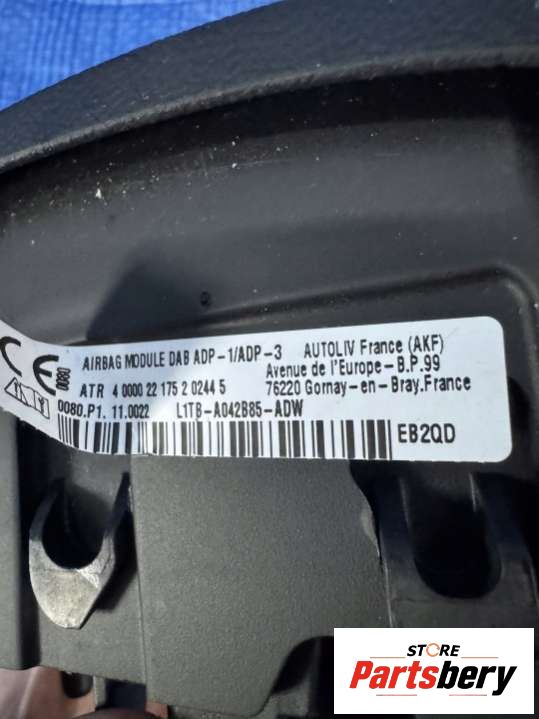 CE 0080
AIRBAG MODULE DAB ADP-1/ADP-3 AUTOLIV France (AKF)
Avenue de l'Europe-B.P.99
ATR 4 0000 22 175 2 0244 5 76220 Gornay-en-Bray.France
0080.P1. 11.0022 L1TB-A042B85-ADW
EB2QD
STORE
Partsbery